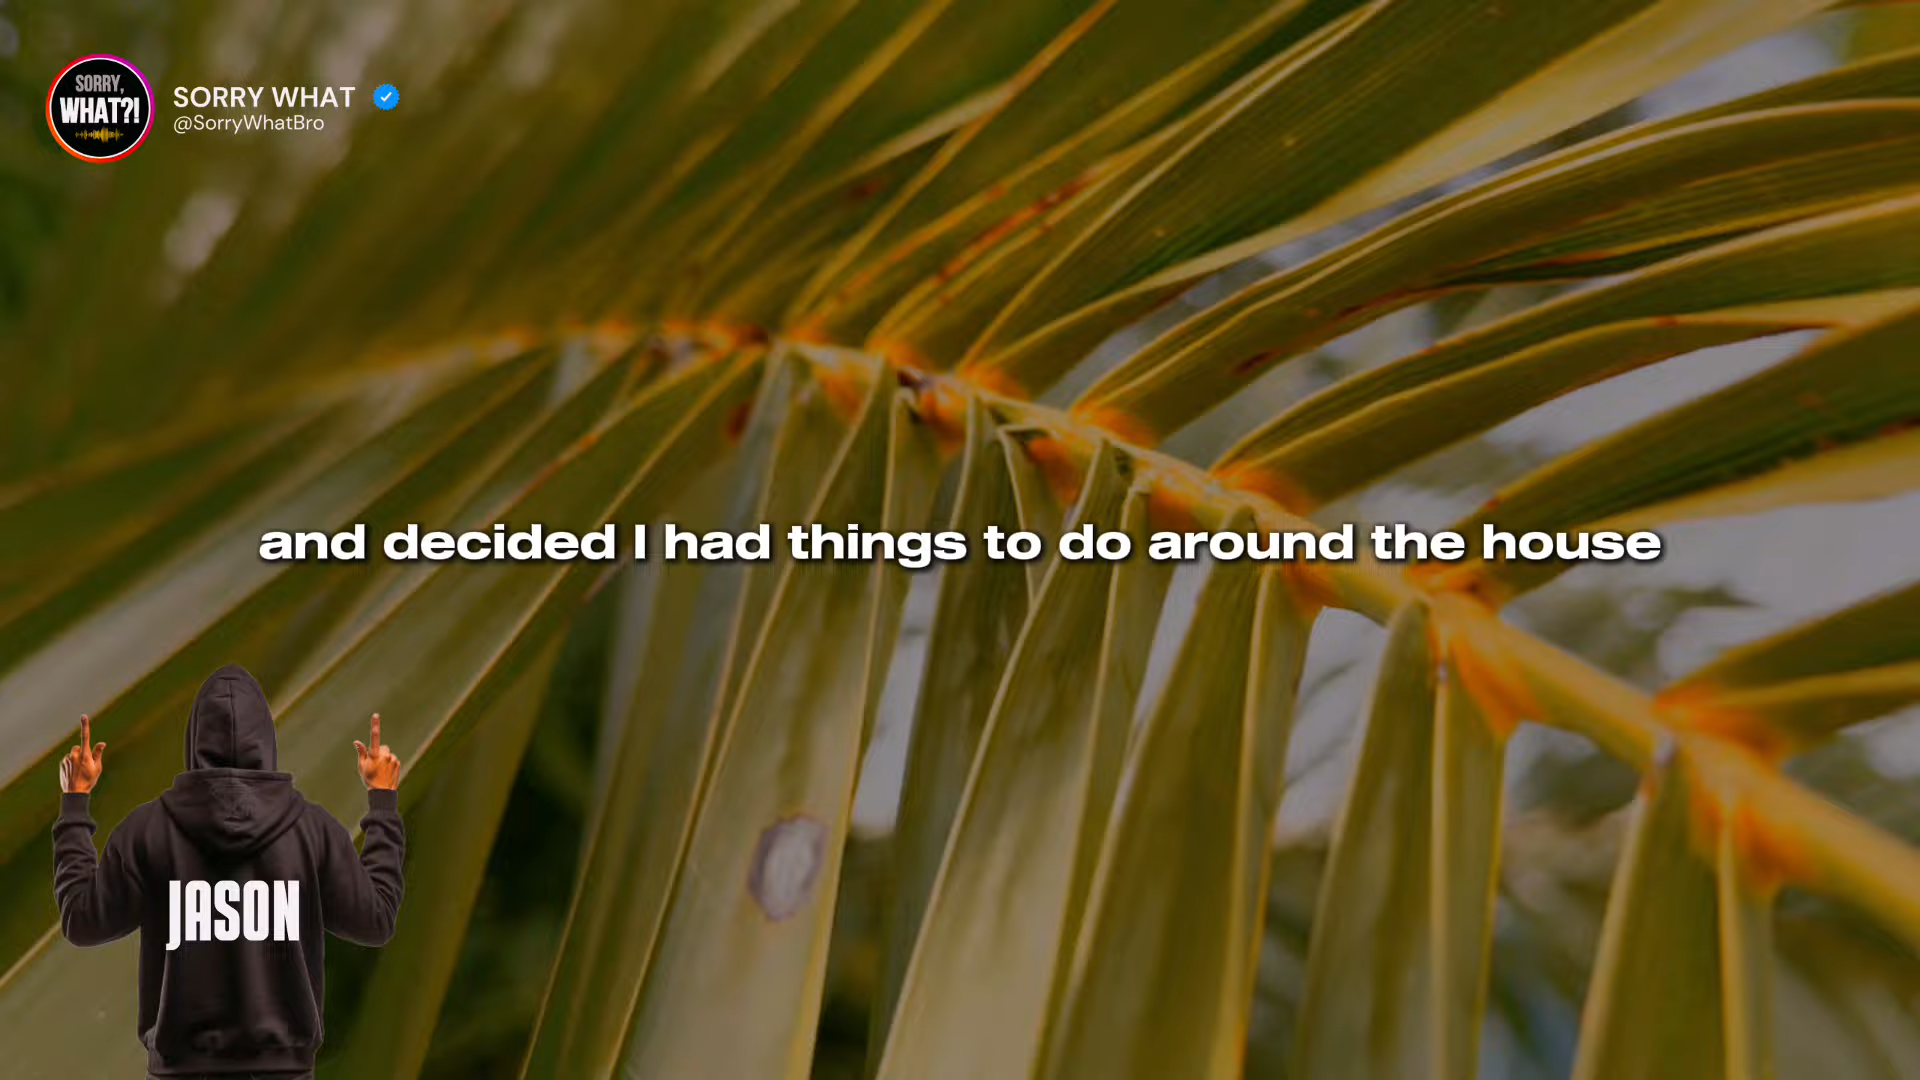 SORRY,
WHAT?!
SORRY WHAT
@SorryWhatBro
and decided I had things to do around the house
JASON